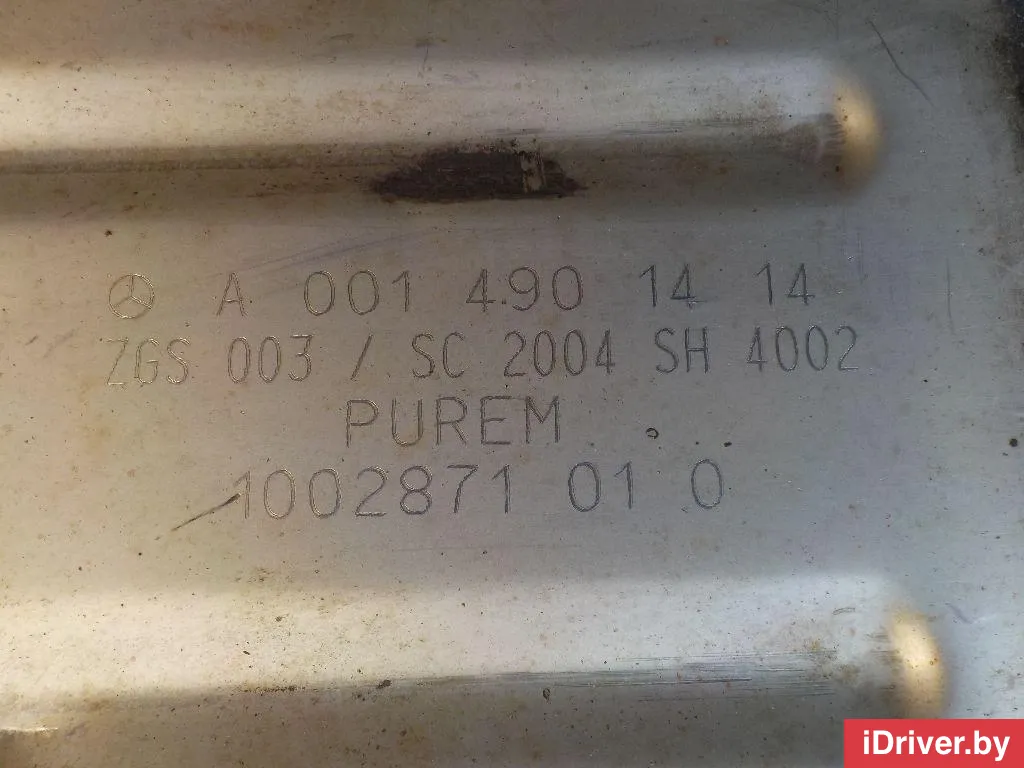 A 001 490 14 14
ZGS 003 / SC 2004 SH 4002
PUREM
1002871 01 0
iDriver.by